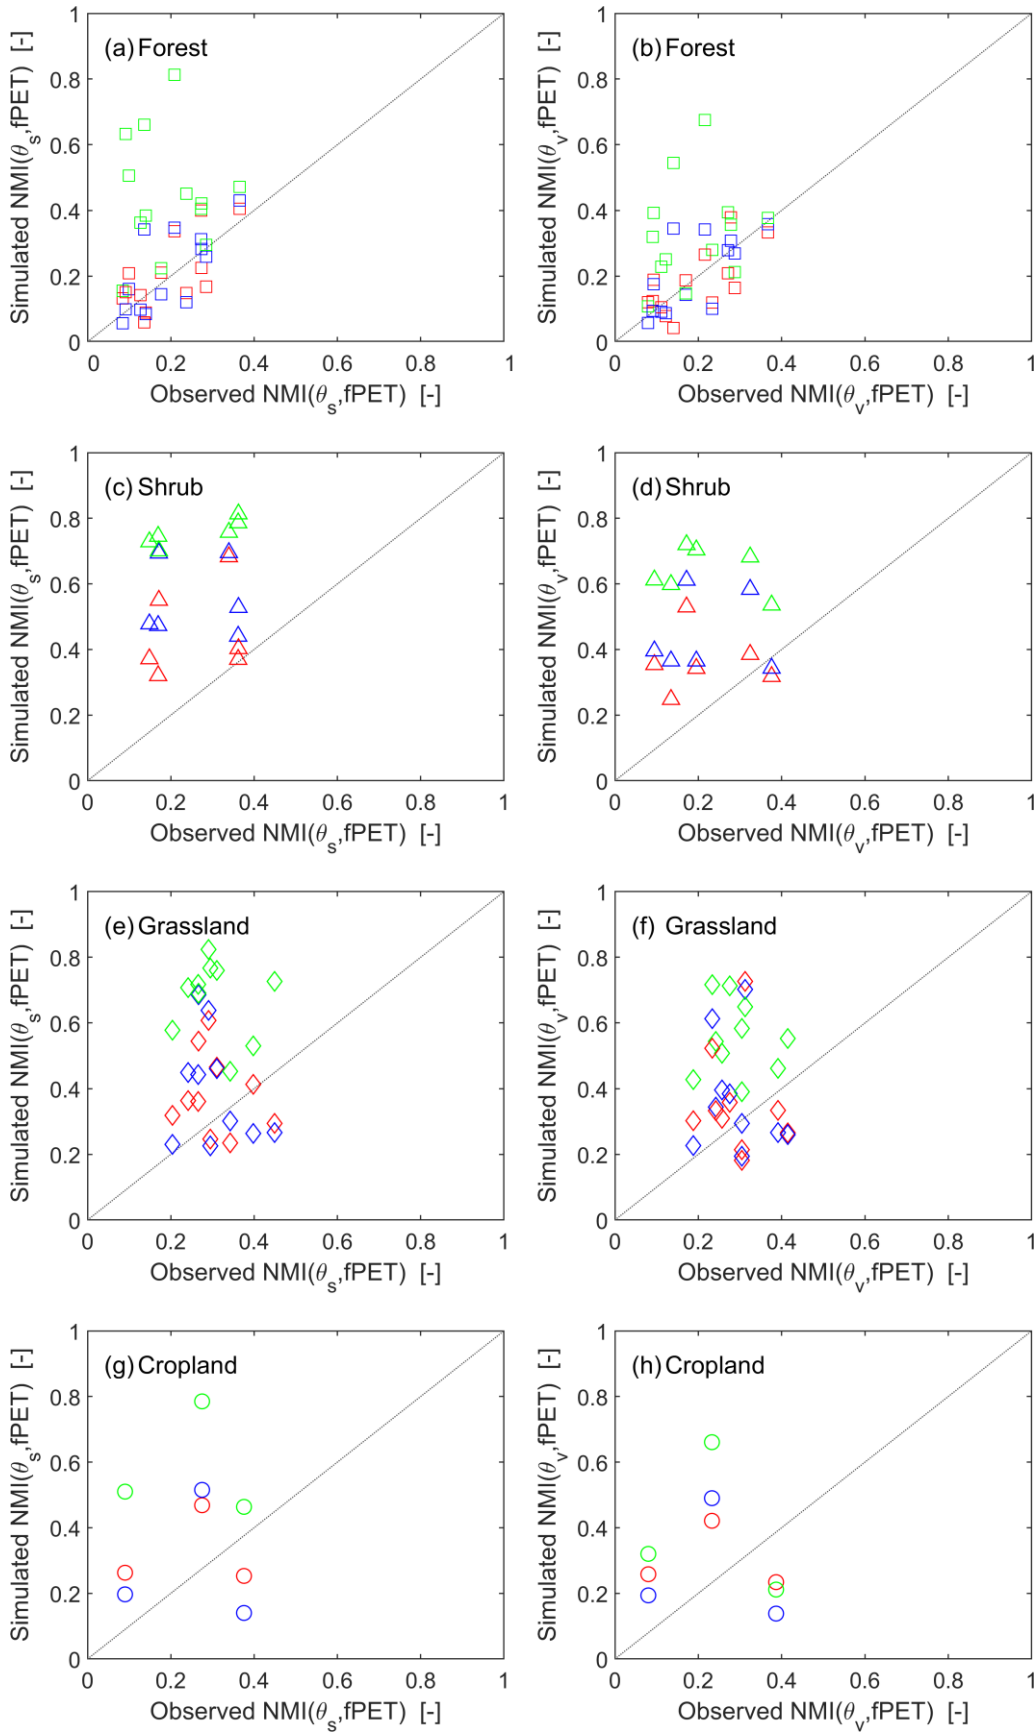 (a) Forest
Simulated NMI(θs,fPET) [-]
1
0.8
0.6
0.4
0.2
0
0 0.2 0.4 0.6 0.8 1
Observed NMI(θs,fPET) [-]
(b) Forest
Simulated NMI(θv,fPET) [-]
1
0.8
0.6
0.4
0.2
0
0 0.2 0.4 0.6 0.8 1
Observed NMI(θv,fPET) [-]
(c) Shrub
Simulated NMI(θs,fPET) [-]
1
0.8
0.6
0.4
0.2
0
0 0.2 0.4 0.6 0.8 1
Observed NMI(θs,fPET) [-]
(d) Shrub
Simulated NMI(θv,fPET) [-]
1
0.8
0.6
0.4
0.2
0
0 0.2 0.4 0.6 0.8 1
Observed NMI(θv,fPET) [-]
(e) Grassland
Simulated NMI(θs,fPET) [-]
1
0.8
0.6
0.4
0.2
0
0 0.2 0.4 0.6 0.8 1
Observed NMI(θs,fPET) [-]
(f) Grassland
Simulated NMI(θv,fPET) [-]
1
0.8
0.6
0.4
0.2
0
0 0.2 0.4 0.6 0.8 1
Observed NMI(θv,fPET) [-]
(g) Cropland
Simulated NMI(θs,fPET) [-]
1
0.8
0.6
0.4
0.2
0
0 0.2 0.4 0.6 0.8 1
Observed NMI(θs,fPET) [-]
(h) Cropland
Simulated NMI(θv,fPET) [-]
1
0.8
0.6
0.4
0.2
0
0 0.2 0.4 0.6 0.8 1
Observed NMI(θv,fPET) [-]